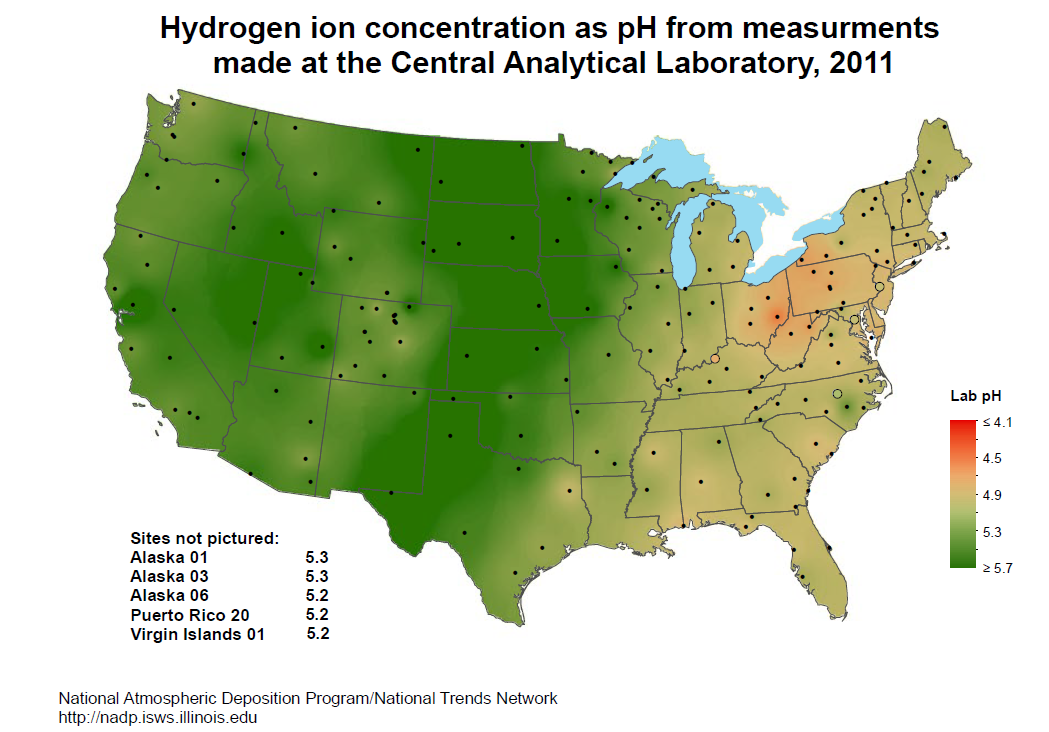 Hydrogen ion concentration as pH from measurments
made at the Central Analytical Laboratory, 2011
Lab pH
≤ 4.1
4.5
4.9
5.3
≥ 5.7
Sites not pictured:
Alaska 01 5.3
Alaska 03 5.3
Alaska 06 5.2
Puerto Rico 20 5.2
Virgin Islands 01 5.2
National Atmospheric Deposition Program/National Trends Network
http://nadp.isws.illinois.edu